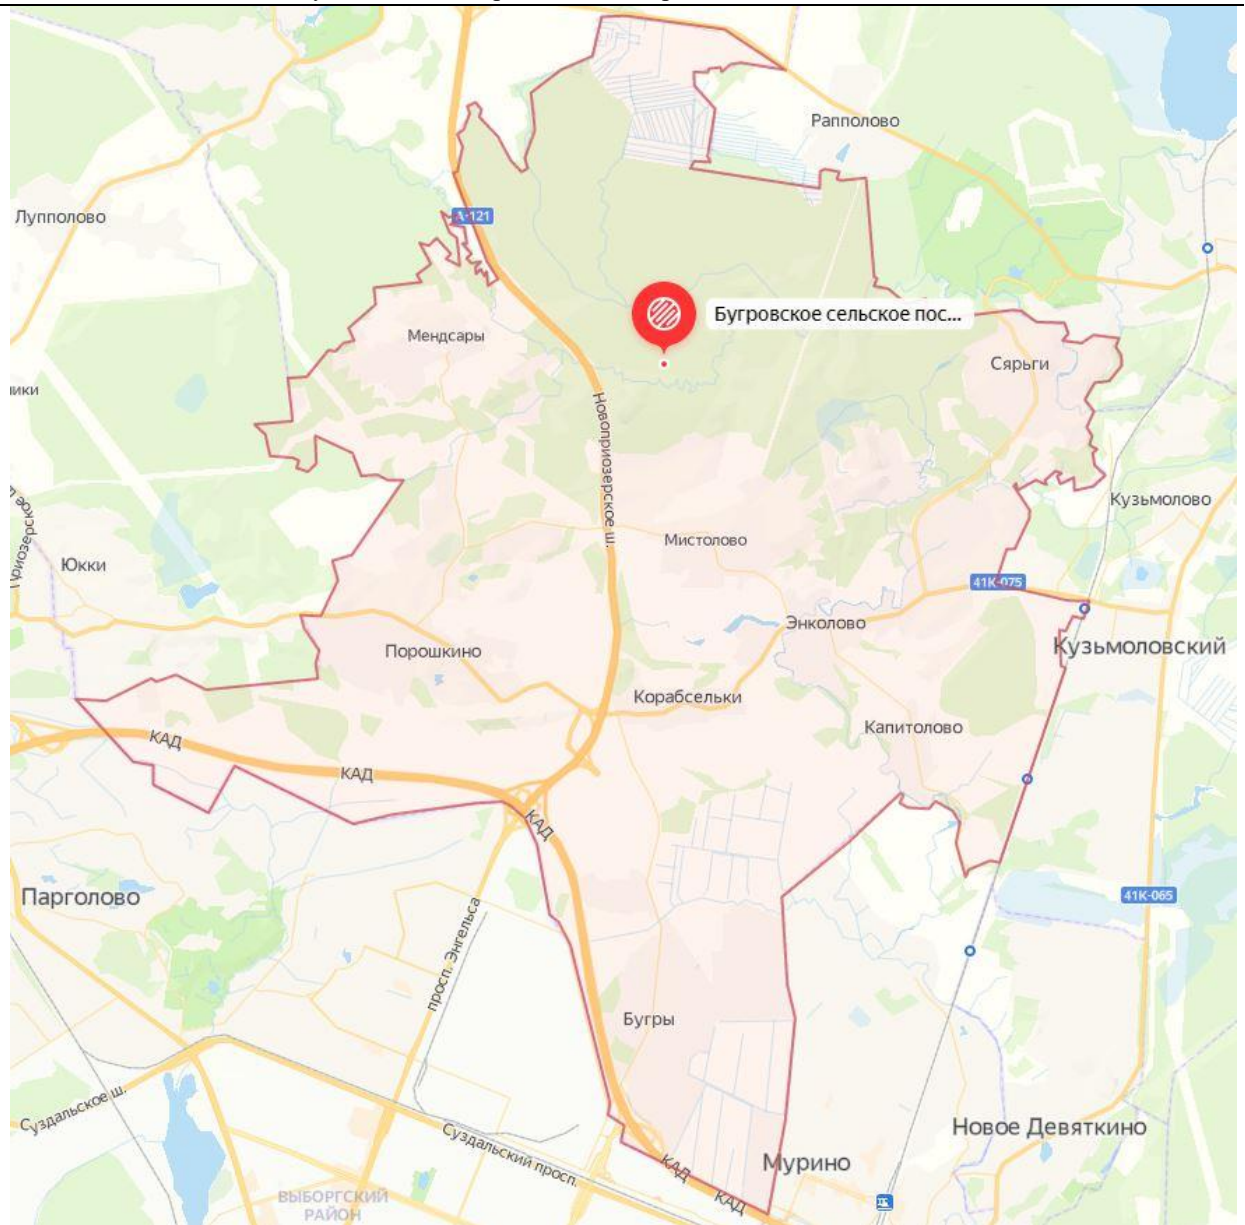 Рапполово
Лупполово
А-121
Бугровское сельское пос...
Мендсары
Сярьги
ики
Новоприозерское ш.
Кузьмолово
Мистолово
Приозерское
Юкки
41К-075
Энколово
Порошкино
Кузьмоловский
Корабсельки
Капитолово
КАД
КАД
КАД
Парголово
41К-065
просп. Энгельса
Бугры
Суздальское ш.
Новое Девяткино
Суздальский просп.
Мурино
КАД
КАД
ВЫБОРГСКИЙ
РАЙОН